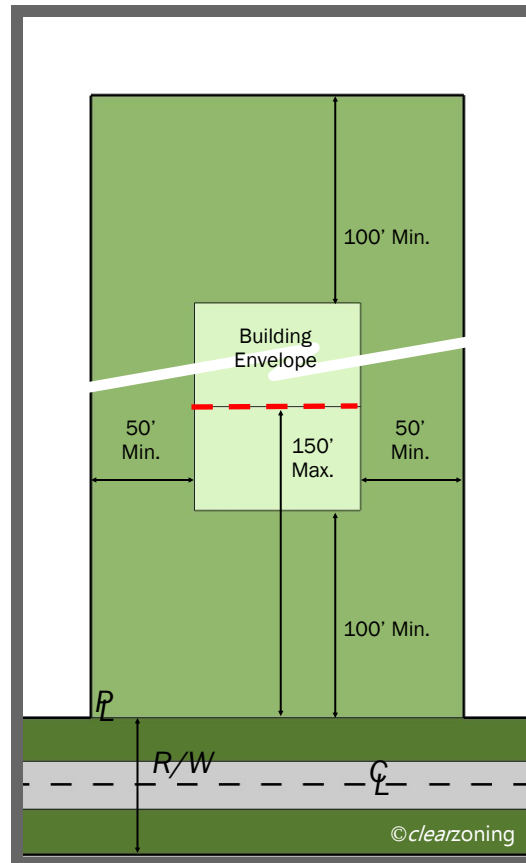 100’ Min.
Building
Envelope
50’
Min.
150’
Max.
50’
Min.
100’ Min.
PL
R/W
CL
©clearzoning